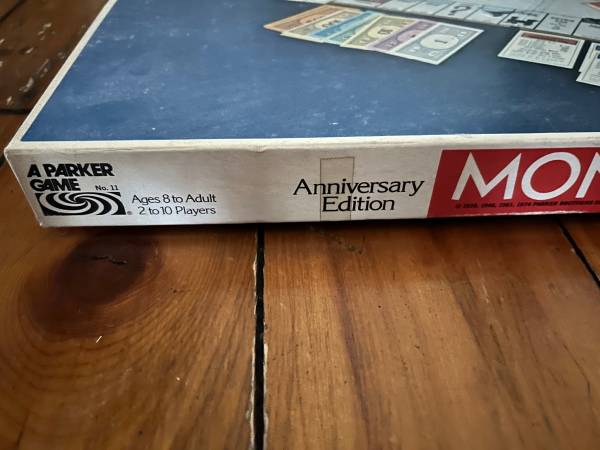 A PARKER
GAME No. 11
Ages 8 to Adult
2 to 10 Players
Anniversary
Edition
MON